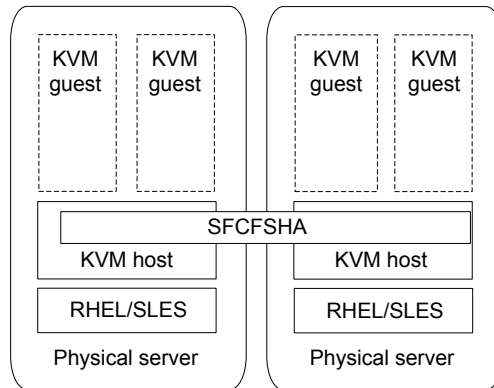 KVM
guest
KVM
guest
KVM
guest
KVM
guest
SFCFSHA
KVM host
KVM host
RHEL/SLES
RHEL/SLES
Physical server
Physical server